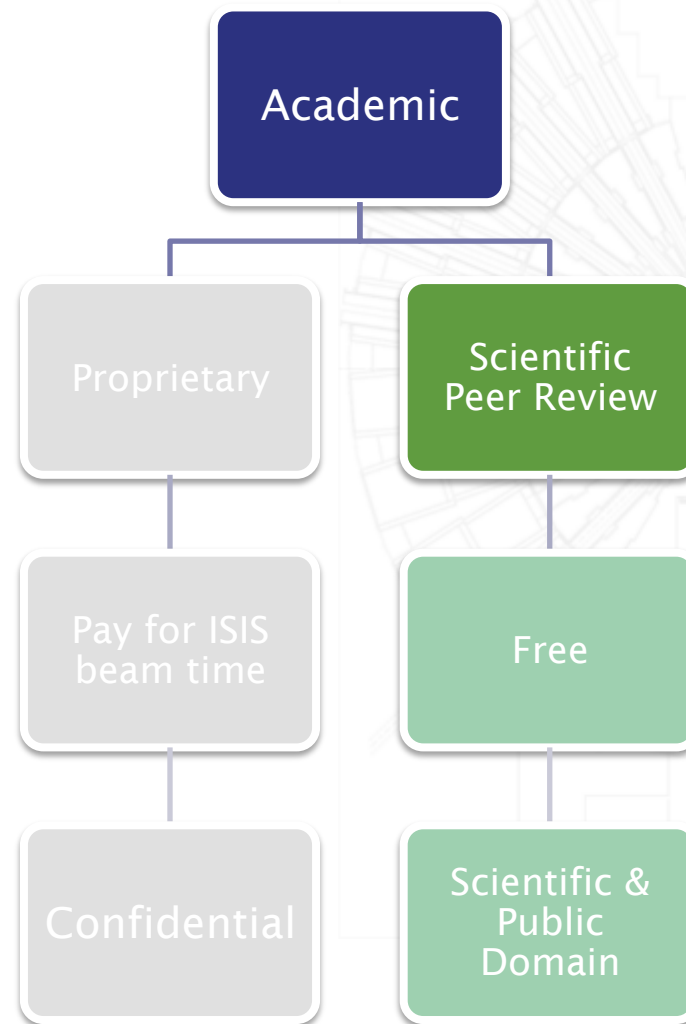 Academic
Proprietary
Scientific
Peer Review
Pay for ISIS
beam time
Free
Confidential
Scientific &
Public
Domain